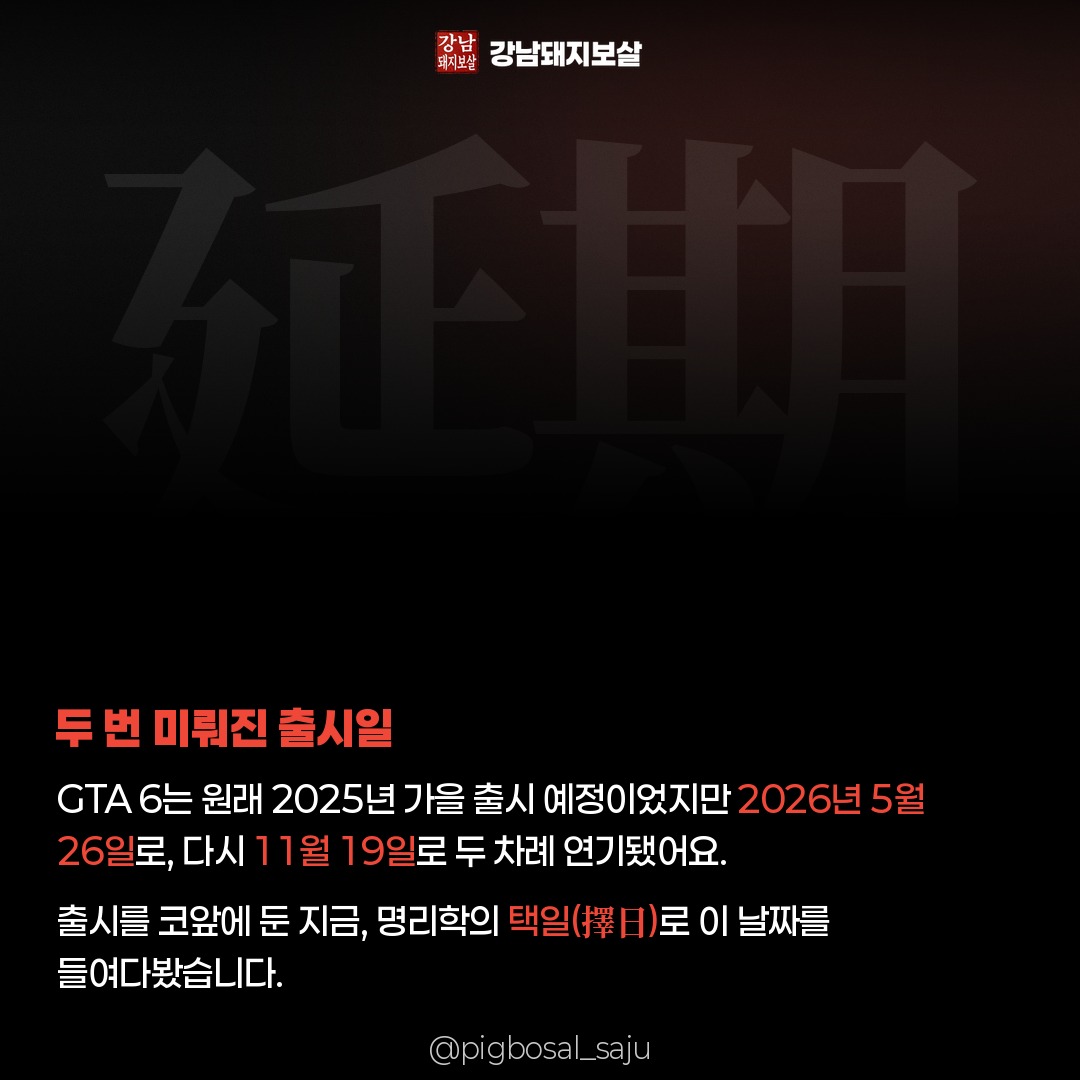 강남
돼지보살
강남돼지보살
延期
두 번 미뤄진 출시일
GTA 6는 원래 2025년 가을 출시 예정이었지만 2026년 5월
26일로, 다시 11월 19일로 두 차례 연기됐어요.
출시를 코앞에 둔 지금, 명리학의 택일(擇日)로 이 날짜를
들여다봤습니다.
@pigbosal_saju